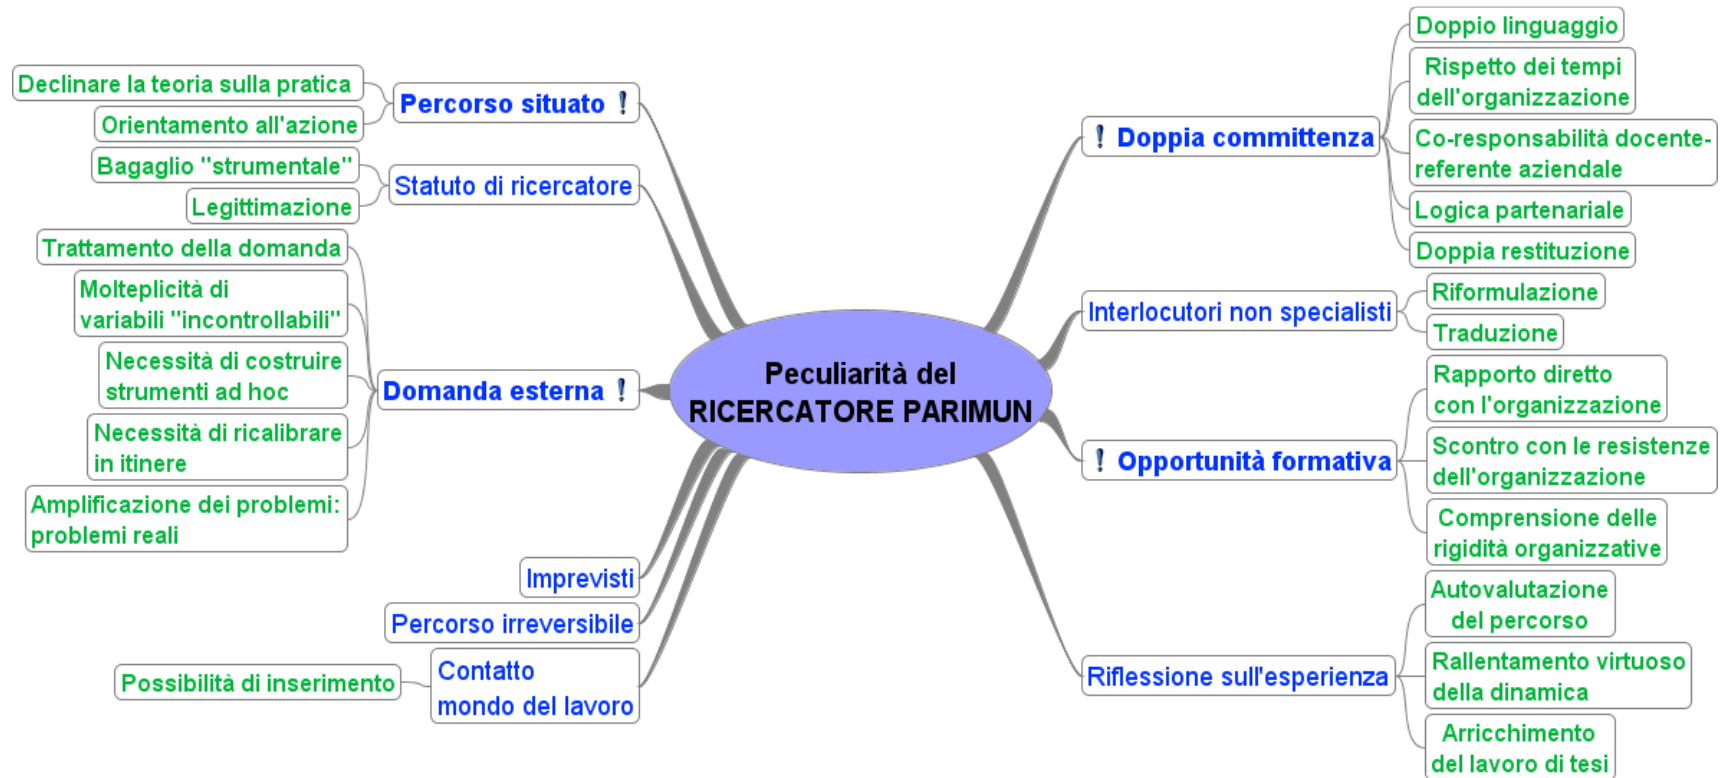 Peculiarità del
RICERCATORE PARIMUN
Percorso situato !
Declinare la teoria sulla pratica
Orientamento all'azione
Statuto di ricercatore
Bagaglio "strumentale"
Legittimazione
Domanda esterna !
Trattamento della domanda
Molteplicità di
variabili "incontrollabili"
Necessità di costruire
strumenti ad hoc
Necessità di ricalibrare
in itinere
Amplificazione dei problemi:
problemi reali
Imprevisti
Percorso irreversibile
Contatto
mondo del lavoro
Possibilità di inserimento
! Doppia committenza
Doppio linguaggio
Rispetto dei tempi
dell'organizzazione
Co-responsabilità docente-
referente aziendale
Logica partenariale
Doppia restituzione
Interlocutori non specialisti
Riformulazione
Traduzione
! Opportunità formativa
Rapporto diretto
con l'organizzazione
Scontro con le resistenze
dell'organizzazione
Comprensione delle
rigidità organizzative
Riflessione sull'esperienza
Autovalutazione
del percorso
Rallentamento virtuoso
della dinamica
Arricchimento
del lavoro di tesi